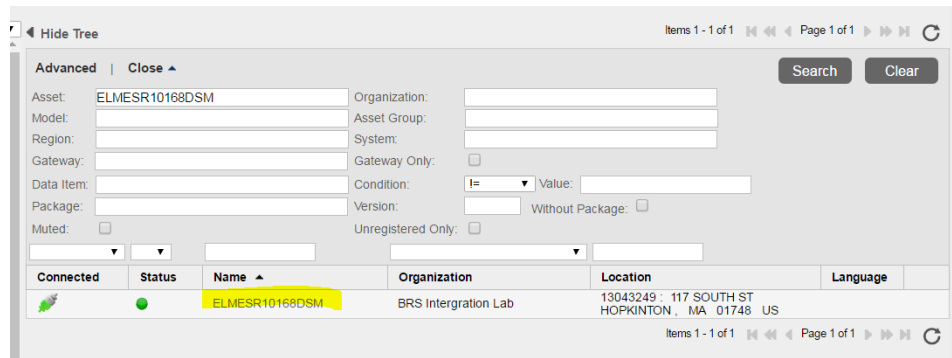 Hide Tree Items 1 - 1 of 1 Page 1 of 1
Advanced | Close Search Clear
Asset: ELMESR10168DSM Organization:
Model: Asset Group:
Region: System:
Gateway: Gateway Only:
Data Item: Condition: != Value:
Package: Version: Without Package:
Muted: Unregistered Only:
Connected Status Name Organization Location Language
ELMESR10168DSM BRS Intergration Lab 13043249 : 117 SOUTH ST
HOPKINTON , MA 01748 US
Items 1 - 1 of 1 Page 1 of 1